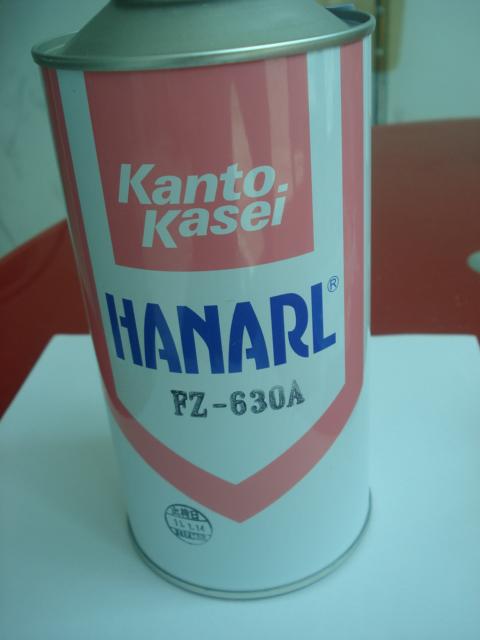 Kanto
Kasei
HANARL®
FZ-630A